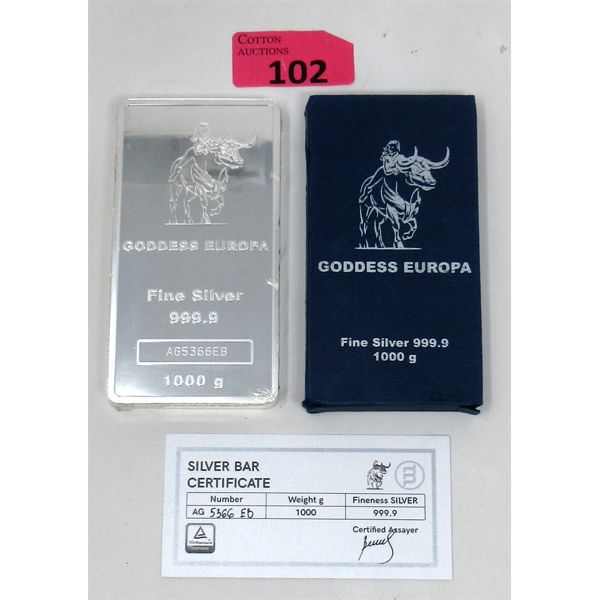 COTTON
AUCTIONS
102
GODDESS EUROPA
Fine Silver
999.9
AG5366EB
1000 g
GODDESS EUROPA
Fine Silver 999.9
1000 g
SILVER BAR
CERTIFICATE
Number Weight g Fineness SILVER
AG 5366 EB 1000 999.9
Certified Assayer